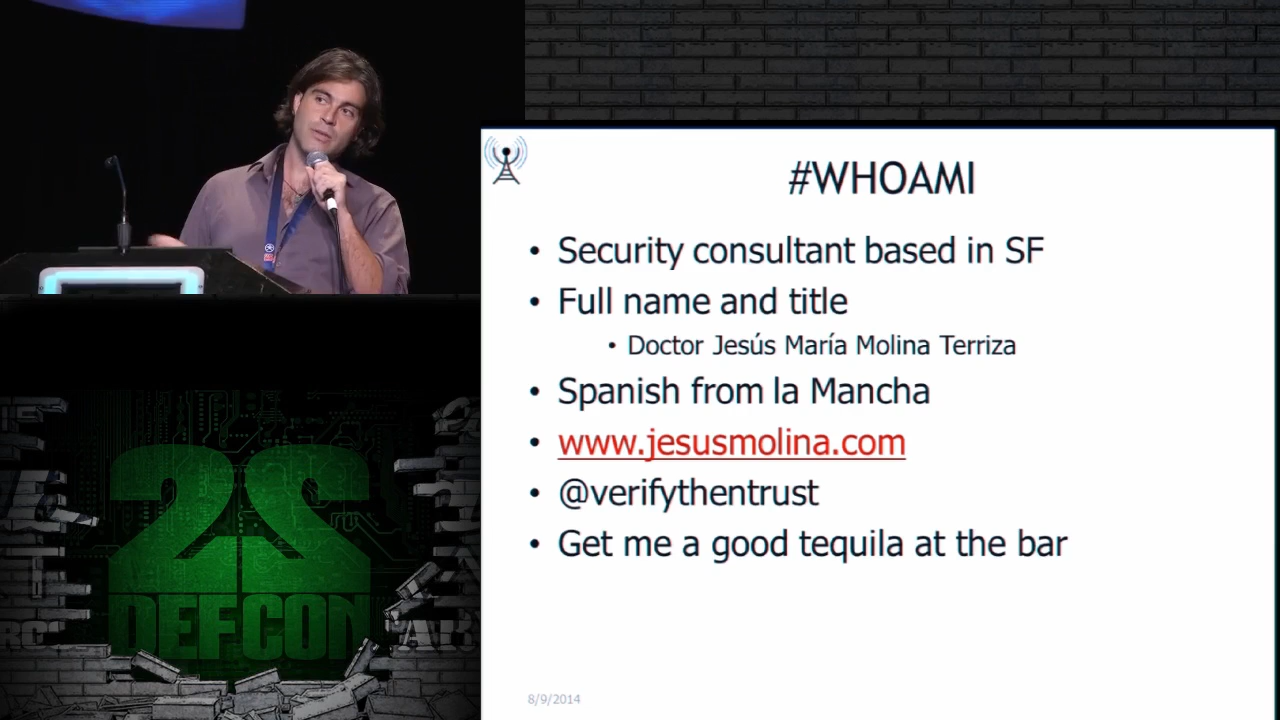 #WHOAMI
• Security consultant based in SF
• Full name and title
• Doctor Jesús María Molina Terriza
• Spanish from la Mancha
• www.jesusmolina.com
• @verifythentrust
• Get me a good tequila at the bar
8/9/2014
22
DEFCON